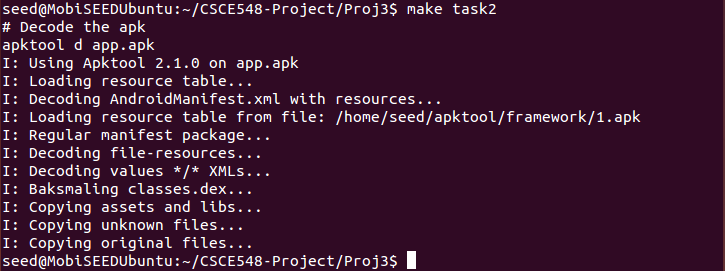 seed@MobiSEEDUbuntu:~/CSCE548-Project/Proj3$ make task2
# Decode the apk
apktool d app.apk
I: Using Apktool 2.1.0 on app.apk
I: Loading resource table...
I: Decoding AndroidManifest.xml with resources...
I: Loading resource table from file: /home/seed/apktool/framework/1.apk
I: Regular manifest package...
I: Decoding file-resources...
I: Decoding values */* XMLs...
I: Baksmaling classes.dex...
I: Copying assets and libs...
I: Copying unknown files...
I: Copying original files...
seed@MobiSEEDUbuntu:~/CSCE548-Project/Proj3$